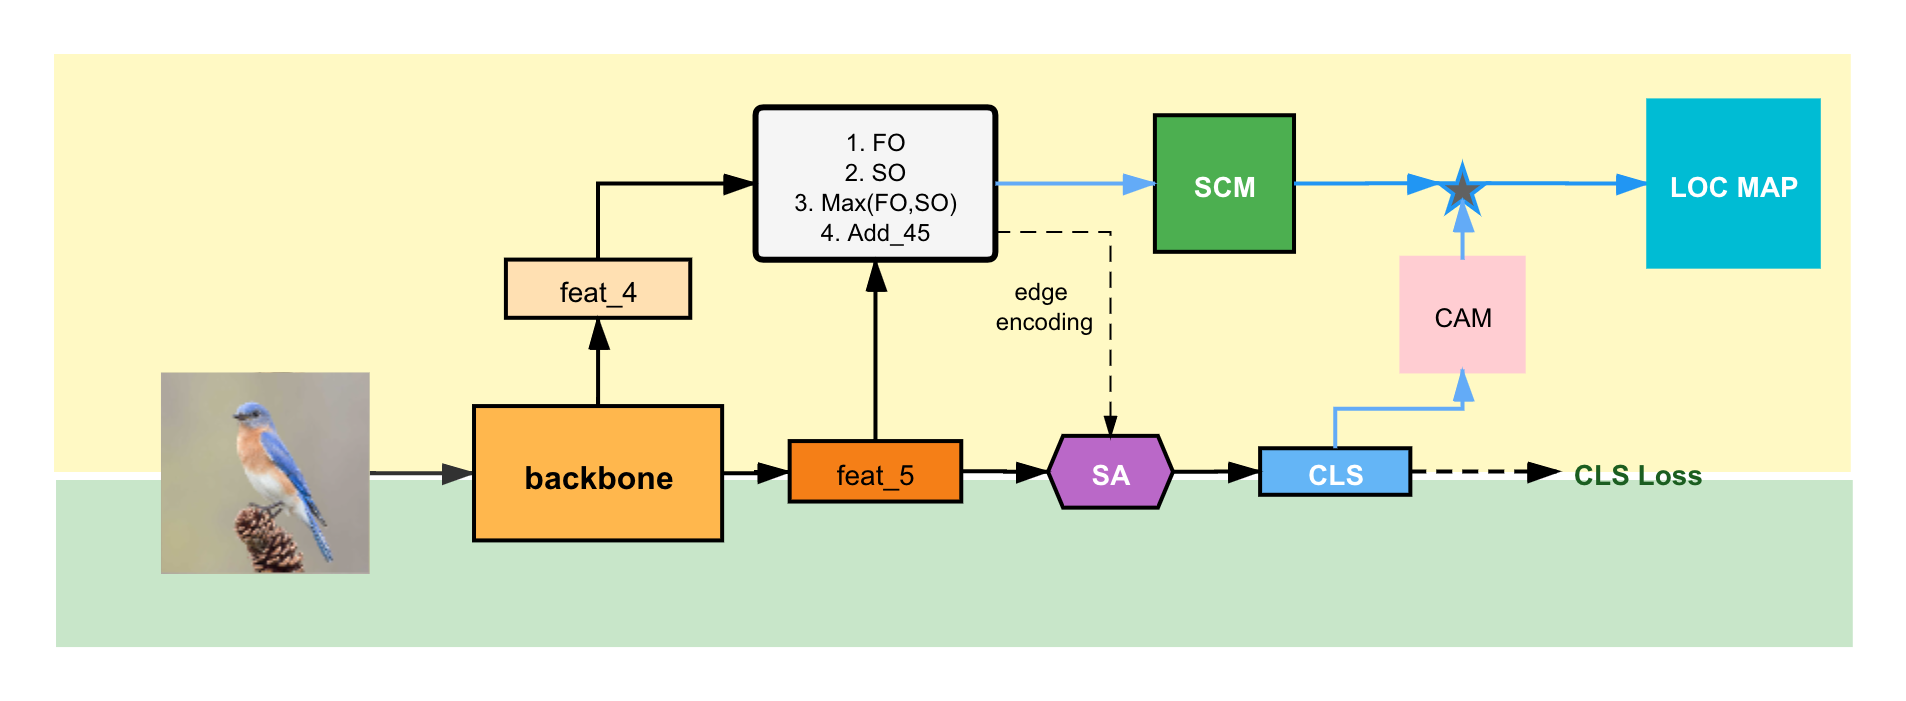 1. FO
2. SO
3. Max(FO,SO)
4. Add_45
SCM
LOC MAP
feat_4
edge
encoding
CAM
backbone
feat_5
SA
CLS
CLS Loss